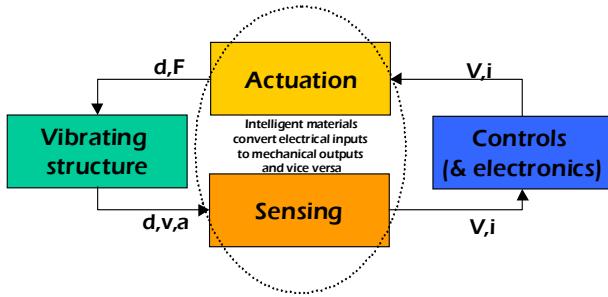 d,F
Actuation
V,i
Intelligent materials
convert electrical inputs
to mechanical outputs
and vice versa
Vibrating
structure
Controls
(& electronics)
d,v,a
Sensing
V,i